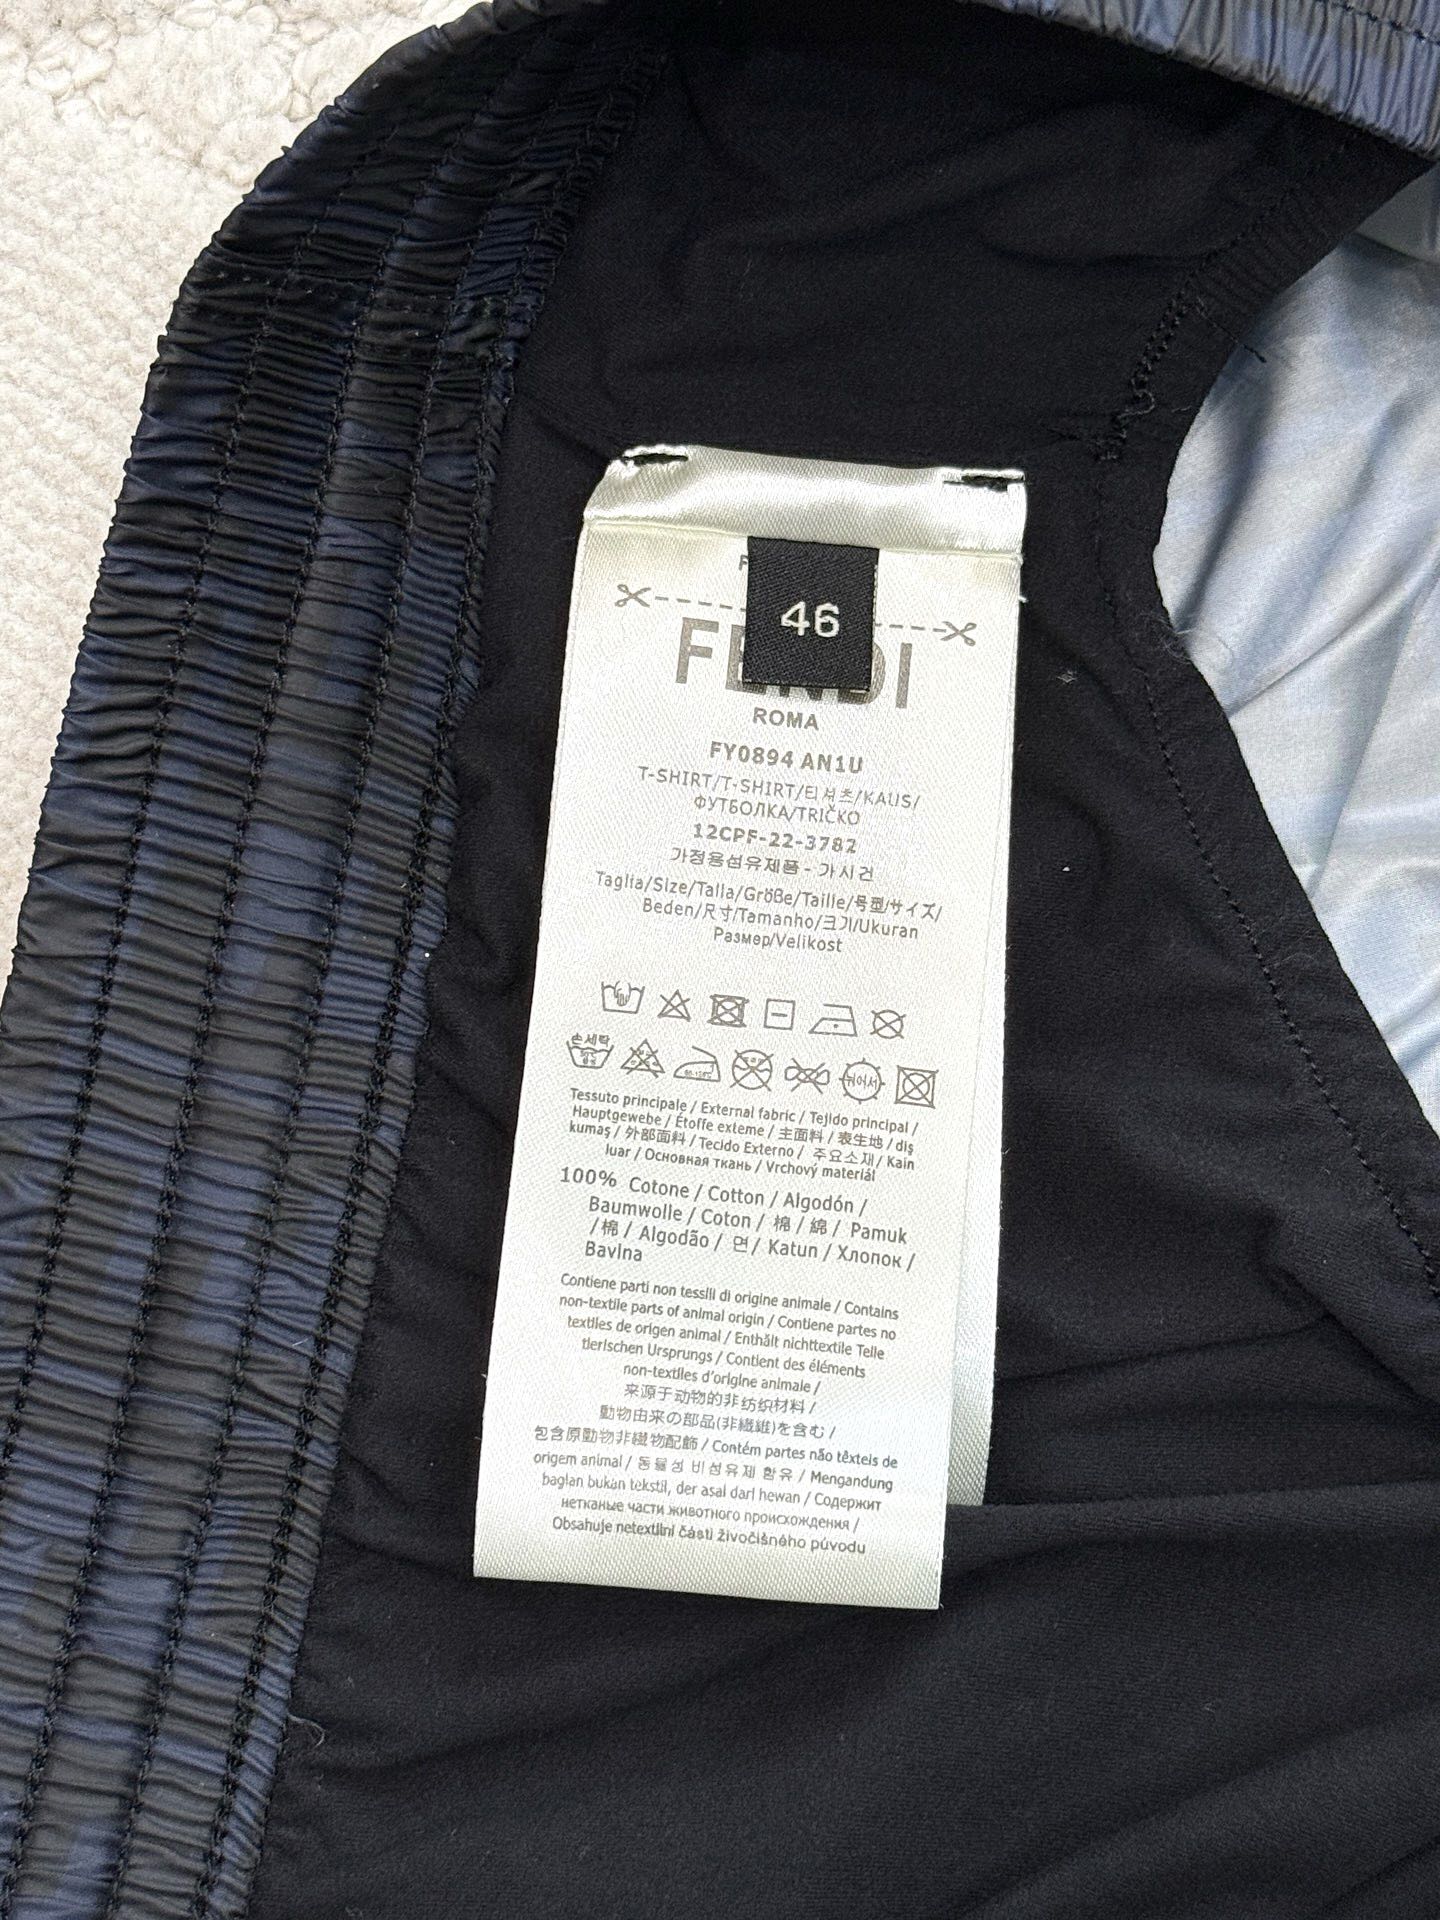 46
FENDI
ROMA
FY0894 AN1U
T-SHIRT/T-SHIRT/티셔츠/KAUS/
ФУТБОЛКА/TRIČKO
12CPF-22-3782
가정용섬유제품 - 가시건
Taglia/Size/Talla/Größe/Taille/号型/サイズ/
Beden/尺寸/Tamanho/크기/Ukuran
Размер/Velikost
손세탁
Tessuto principale / External fabric / Tejido principal /
Hauptgewebe / Étoffe externe / 主面料 / 表生地 / diş
kumaş / 外部面料 / Tecido Externo / 주요소재 / Kain
luar / Основная ткань / Vrchový materiál
100% Cotone / Cotton / Algodón /
Baumwolle / Coton / 棉 / 綿 / Pamuk
/ 棉 / Algodão / 면 / Katun / Хлопок /
Bavlna
Contiene parti non tessili di origine animale / Contains
non-textile parts of animal origin / Contiene partes no
textiles de origen animal / Enthält nichttextile Teile
tierischen Ursprungs / Contient des éléments
non-textiles d'origine animale /
来源于动物的非纺织材料 /
動物由来の部品(非繊維)を含む /
包含原動物非纖物配飾 / Contém partes não têxteis de
origem animal / 동물성 비섬유제 함유 / Mengandung
bagian bukan tekstil, der asal dari hewan / Содержит
нетканые части животного происхождения /
Obsahuje netextilní části živočišného původu